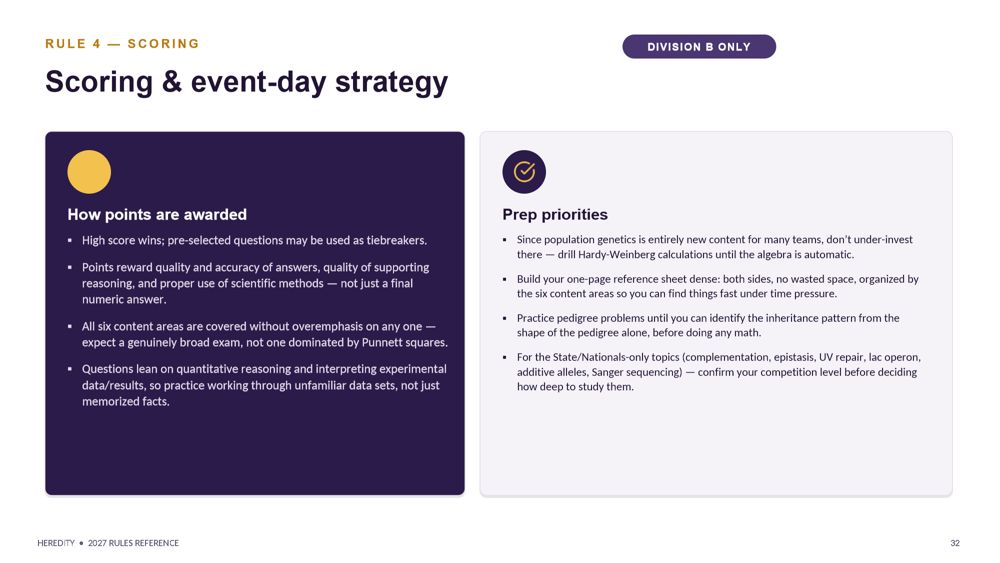 RULE 4 — SCORING
DIVISION B ONLY
Scoring & event-day strategy
How points are awarded
▪ High score wins; pre-selected questions may be used as tiebreakers.
▪ Points reward quality and accuracy of answers, quality of supporting
reasoning, and proper use of scientific methods — not just a final
numeric answer.
▪ All six content areas are covered without overemphasis on any one —
expect a genuinely broad exam, not one dominated by Punnett squares.
▪ Questions lean on quantitative reasoning and interpreting experimental
data/results, so practice working through unfamiliar data sets, not just
memorized facts.
Prep priorities
▪ Since population genetics is entirely new content for many teams, don’t under-invest
there — drill Hardy-Weinberg calculations until the algebra is automatic.
▪ Build your one-page reference sheet dense: both sides, no wasted space, organized by
the six content areas so you can find things fast under time pressure.
▪ Practice pedigree problems until you can identify the inheritance pattern from the
shape of the pedigree alone, before doing any math.
▪ For the State/Nationals-only topics (complementation, epistasis, UV repair, lac operon,
additive alleles, Sanger sequencing) — confirm your competition level before deciding
how deep to study them.
HEREDITY • 2027 RULES REFERENCE
32